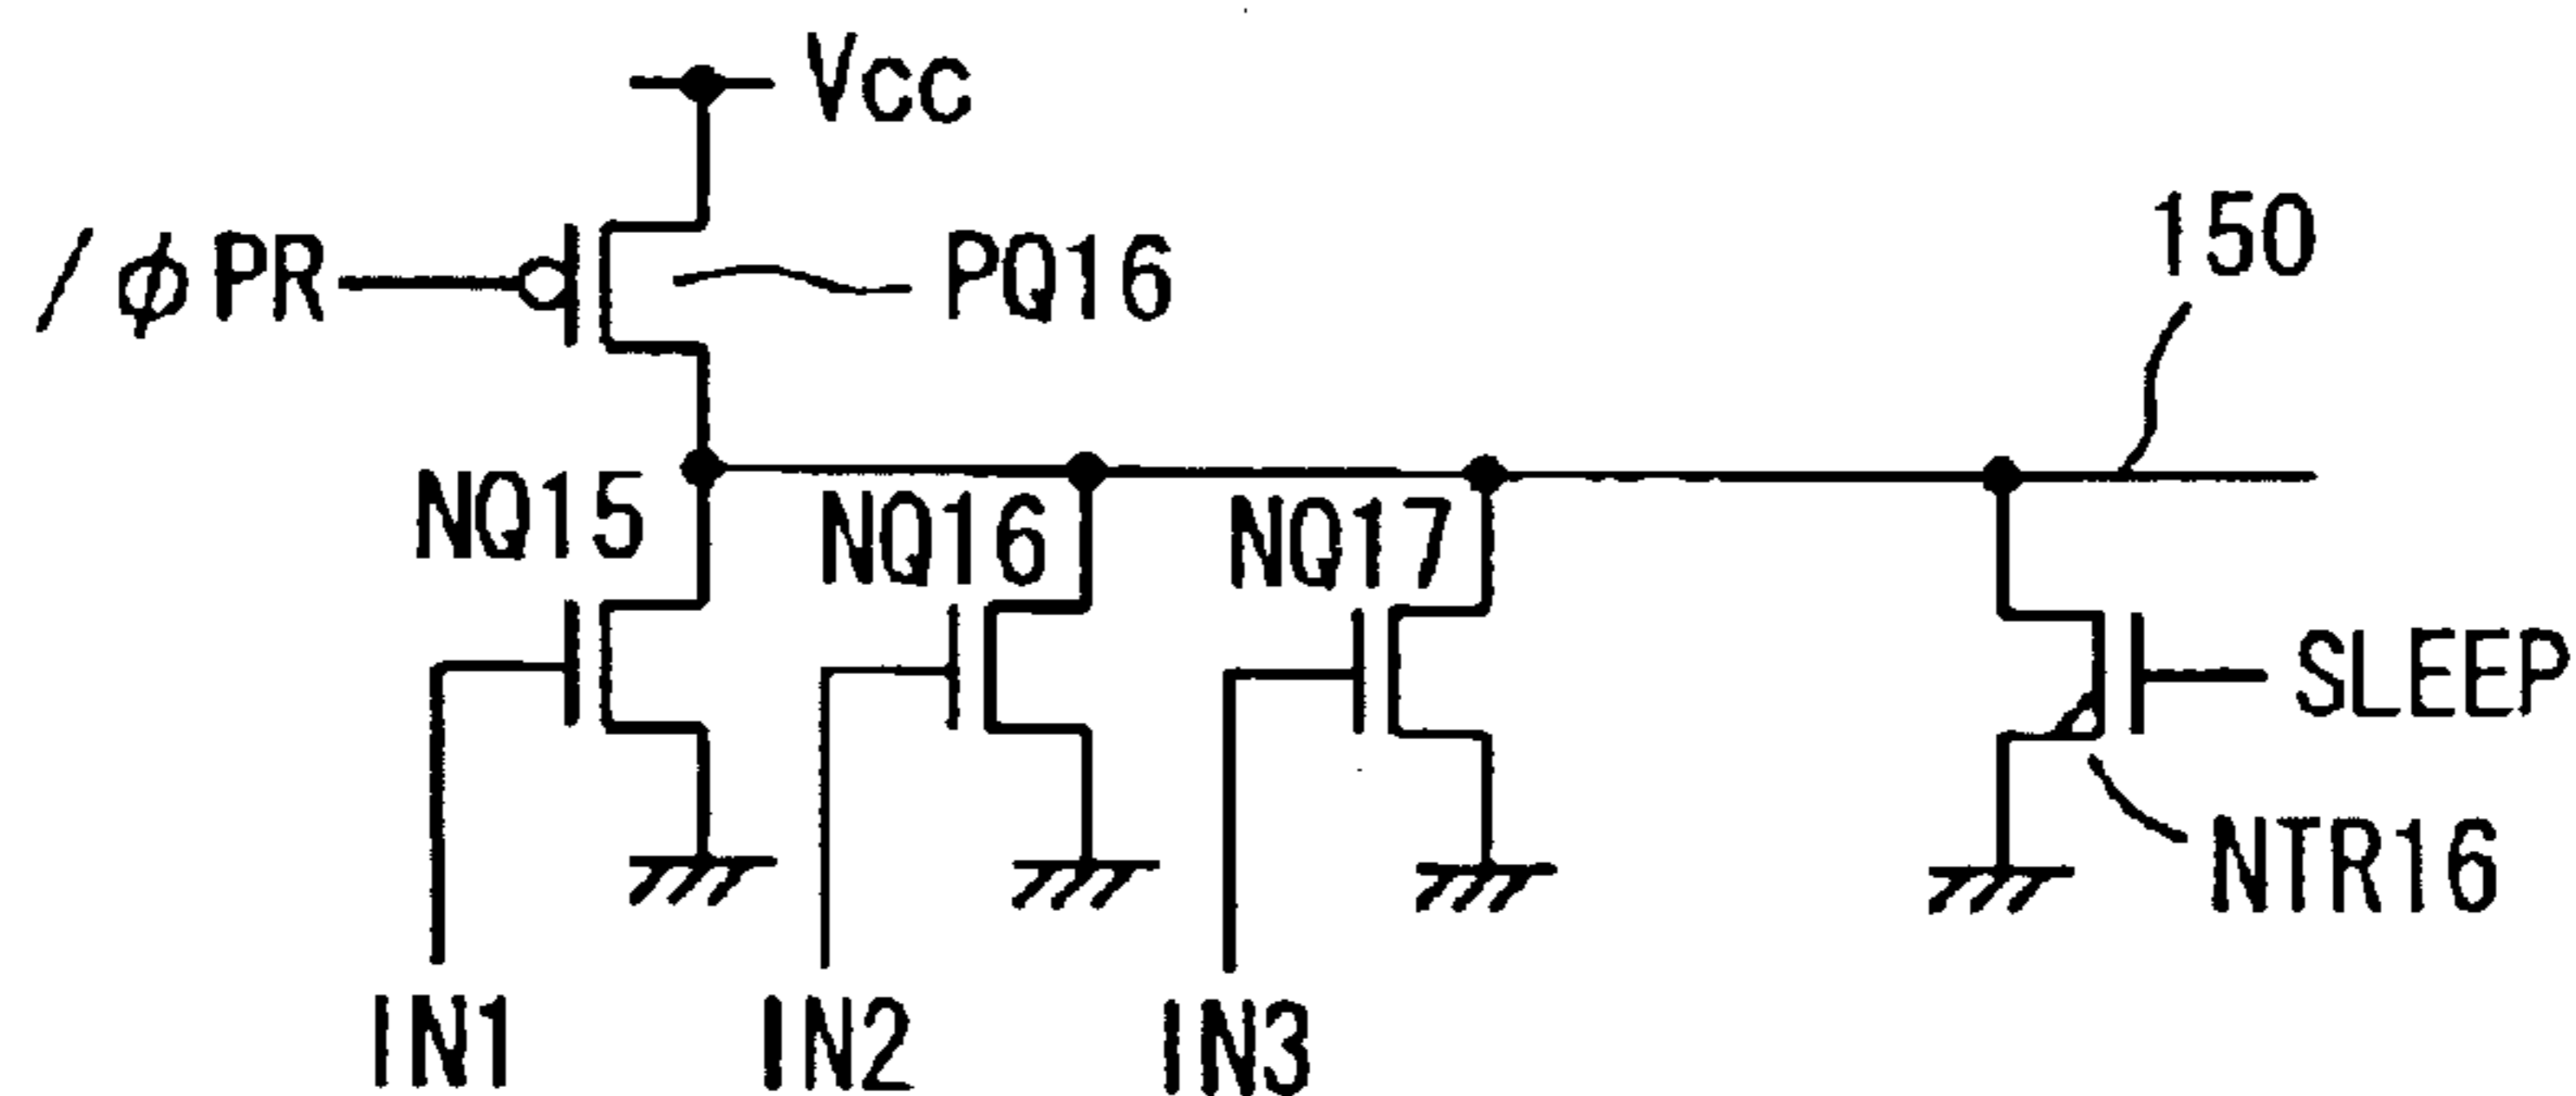 Vcc
150
/φPR
PQ16
NQ15
NQ16
NQ17
SLEEP
NTR16
IN1
IN2
IN3